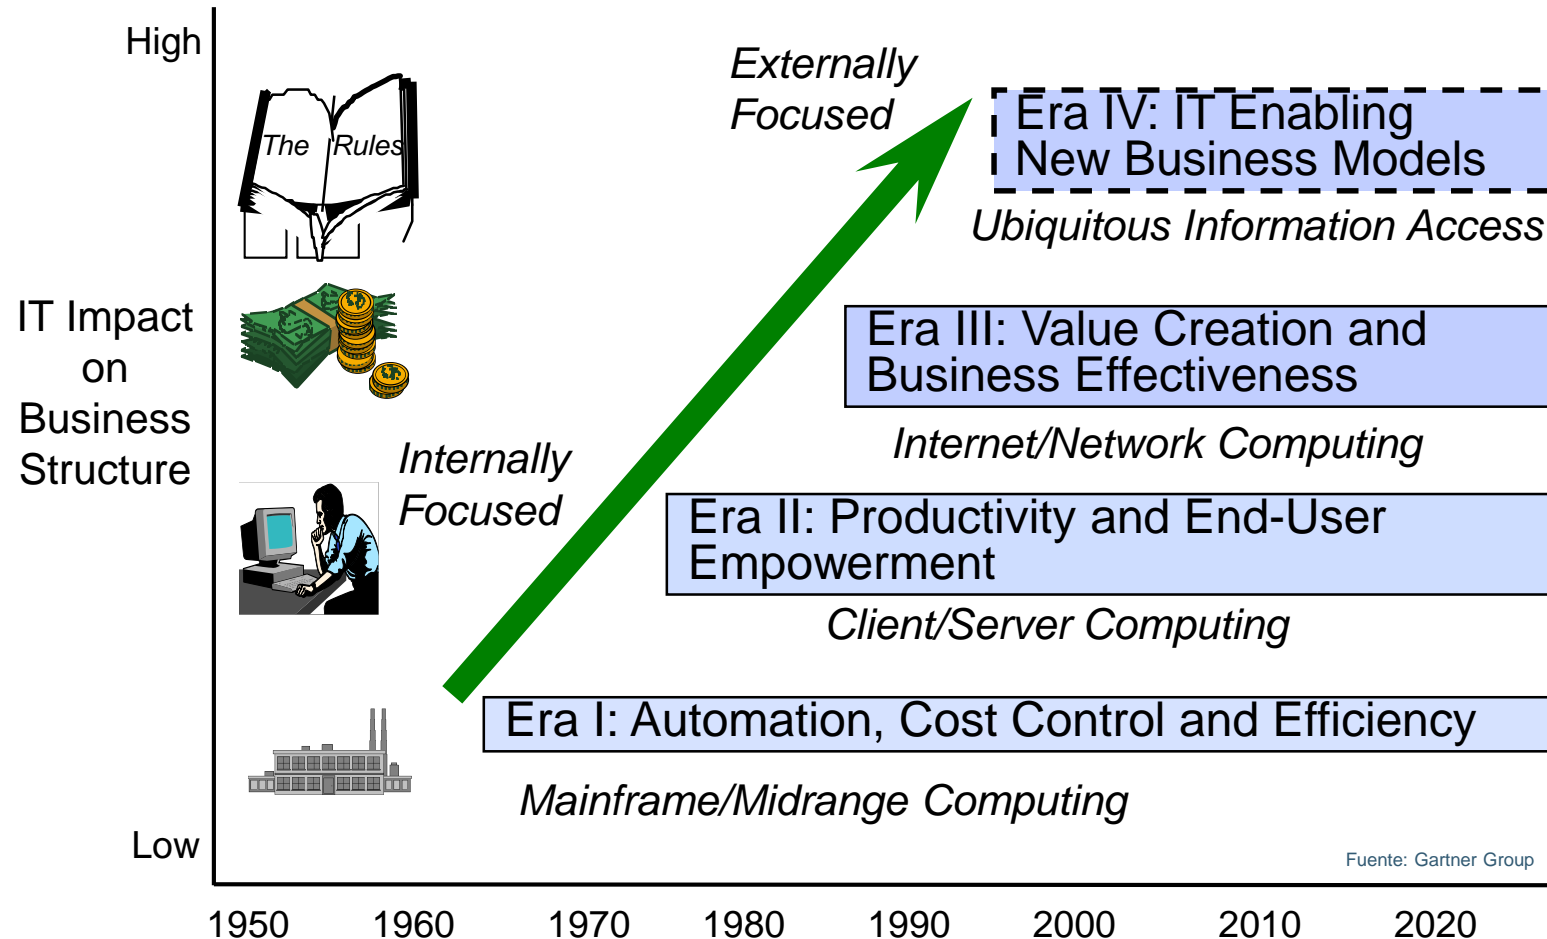 High
Externally
Focused
The Rules
Era IV: IT Enabling
New Business Models
Ubiquitous Information Access
IT Impact
on
Business
Structure
Era III: Value Creation and
Business Effectiveness
Internet/Network Computing
Internally
Focused
Era II: Productivity and End-User
Empowerment
Client/Server Computing
Era I: Automation, Cost Control and Efficiency
Mainframe/Midrange Computing
Low
Fuente: Gartner Group
1950 1960 1970 1980 1990 2000 2010 2020